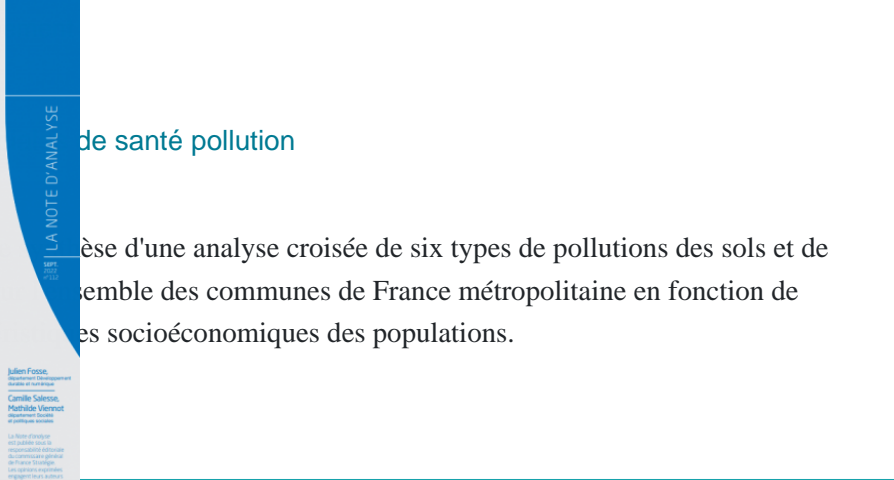 LA NOTE D'ANALYSE
SEPT.
2022
n°112
de santé pollution
èse d'une analyse croisée de six types de pollutions des sols et de
semble des communes de France métropolitaine en fonction de
es socioéconomiques des populations.
Julien Fosse,
département Développement
durable et numérique
Camille Salesse,
Mathilde Viennot
département Société
et politiques sociales
La Note d'analyse
est publiée sous la
responsabilité éditoriale
du commissaire général
de France Stratégie.
Les opinions exprimées
engagent leurs auteurs